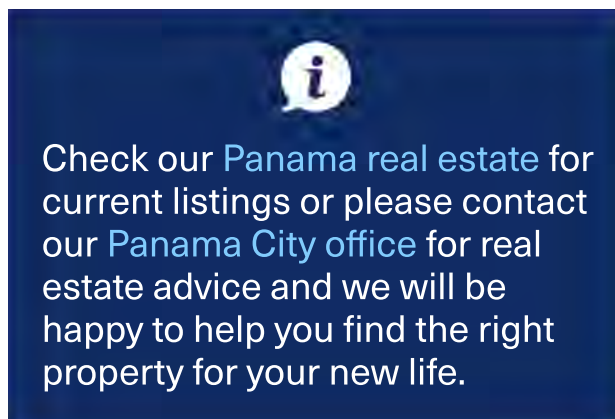 Check our Panama real estate for
current listings or please contact
our Panama City office for real
estate advice and we will be
happy to help you find the right
property for your new life.